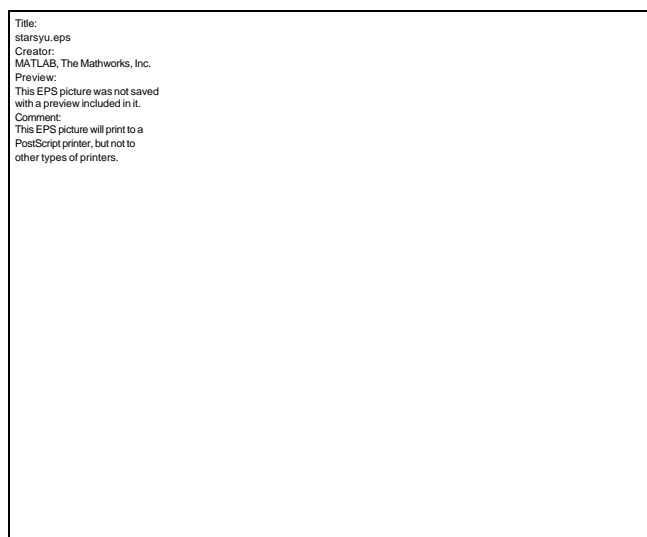 Title:
starsyu.eps
Creator:
MATLAB, The Mathworks, Inc.
Preview:
This EPS picture was not saved
with a preview included in it.
Comment:
This EPS picture will print to a
PostScript printer, but not to
other types of printers.